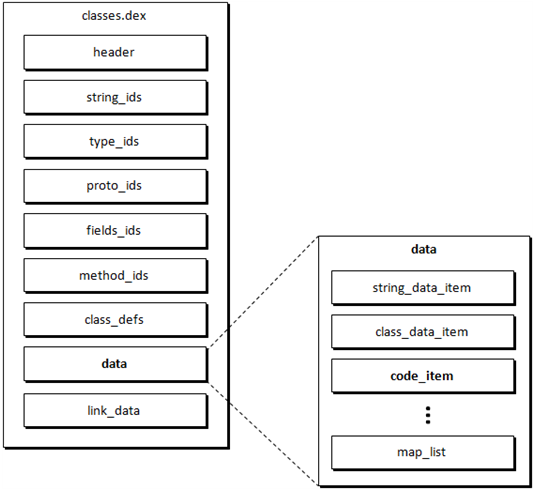 classes.dex
header
string_ids
type_ids
proto_ids
fields_ids
method_ids
class_defs
data
link_data
data
string_data_item
class_data_item
code_item
map_list